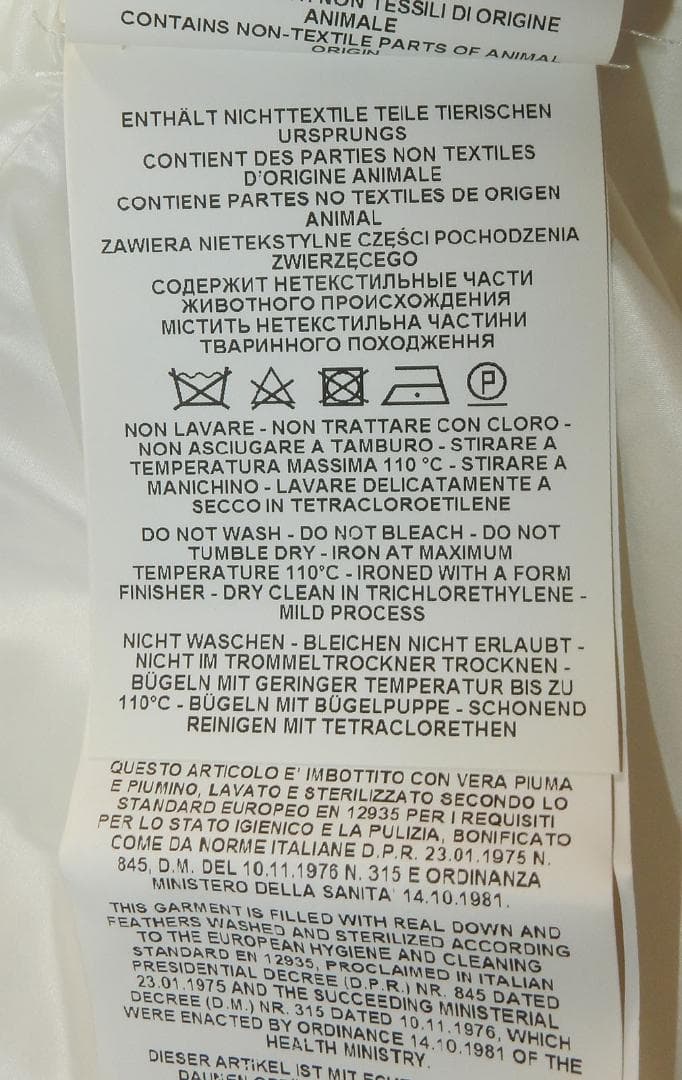 NON TESSILI DI ORIGINE
ANIMALE
CONTAINS NON-TEXTILE PARTS OF ANIMAL
ORIGIN
ENTHÄLT NICHTTEXTILE TEILE TIERISCHEN
URSPRUNGS
CONTIENT DES PARTIES NON TEXTILES
D'ORIGINE ANIMALE
CONTIENE PARTES NO TEXTILES DE ORIGEN
ANIMAL
ZAWIERA NIETEKSTYLNE CZĘŚCI POCHODZENIA
ZWIERZĘCEGO
СОДЕРЖИТ НЕТЕКСТИЛЬНЫЕ ЧАСТИ
ЖИВОТНОГО ПРОИСХОЖДЕНИЯ
МІСТИТЬ НЕТЕКСТИЛЬНА ЧАСТИНИ
ТВАРИННОГО ПОХОДЖЕННЯ
P
NON LAVARE - NON TRATTARE CON CLORO -
NON ASCIUGARE A TAMBURO - STIRARE A
TEMPERATURA MASSIMA 110 °C - STIRARE A
MANICHINO - LAVARE DELICATAMENTE A
SECCO IN TETRACLOROETILENE
DO NOT WASH - DO NOT BLEACH - DO NOT
TUMBLE DRY - IRON AT MAXIMUM
TEMPERATURE 110°C - IRONED WITH A FORM
FINISHER - DRY CLEAN IN TRICHLORETHYLENE -
MILD PROCESS
NICHT WASCHEN - BLEICHEN NICHT ERLAUBT -
NICHT IM TROMMELTROCKNER TROCKNEN -
BÜGELN MIT GERINGER TEMPERATUR BIS ZU
110°C - BÜGELN MIT BÜGELPUPPE - SCHONEND
REINIGEN MIT TETRACLORETHEN
QUESTO ARTICOLO E' IMBOTTITO CON VERA PIUMA
E PIUMINO, LAVATO E STERILIZZATO SECONDO LO
STANDARD EUROPEO EN 12935 PER I REQUISITI
PER LO STATO IGIENICO E LA PULIZIA, BONIFICATO
COME DA NORME ITALIANE D.P.R. 23.01.1975 N.
845, D.M. DEL 10.11.1976 N. 315 E ORDINANZA
MINISTERO DELLA SANITA' 14.10.1981.
THIS GARMENT IS FILLED WITH REAL DOWN AND
FEATHERS WASHED AND STERILIZED ACCORDING
TO THE EUROPEAN HYGIENE AND CLEANING
STANDARD EN 12935, PROCLAIMED IN ITALIAN
PRESIDENTIAL DECREE (D.P.R.) NR. 845 DATED
23.01.1975 AND THE SUCCEEDING MINISTERIAL
DECREE (D.M.) NR. 315 DATED 10.11.1976, WHICH
WERE ENACTED BY ORDINANCE 14.10.1981 OF THE
HEALTH MINISTRY.
DIESER ARTIKEL IST MIT